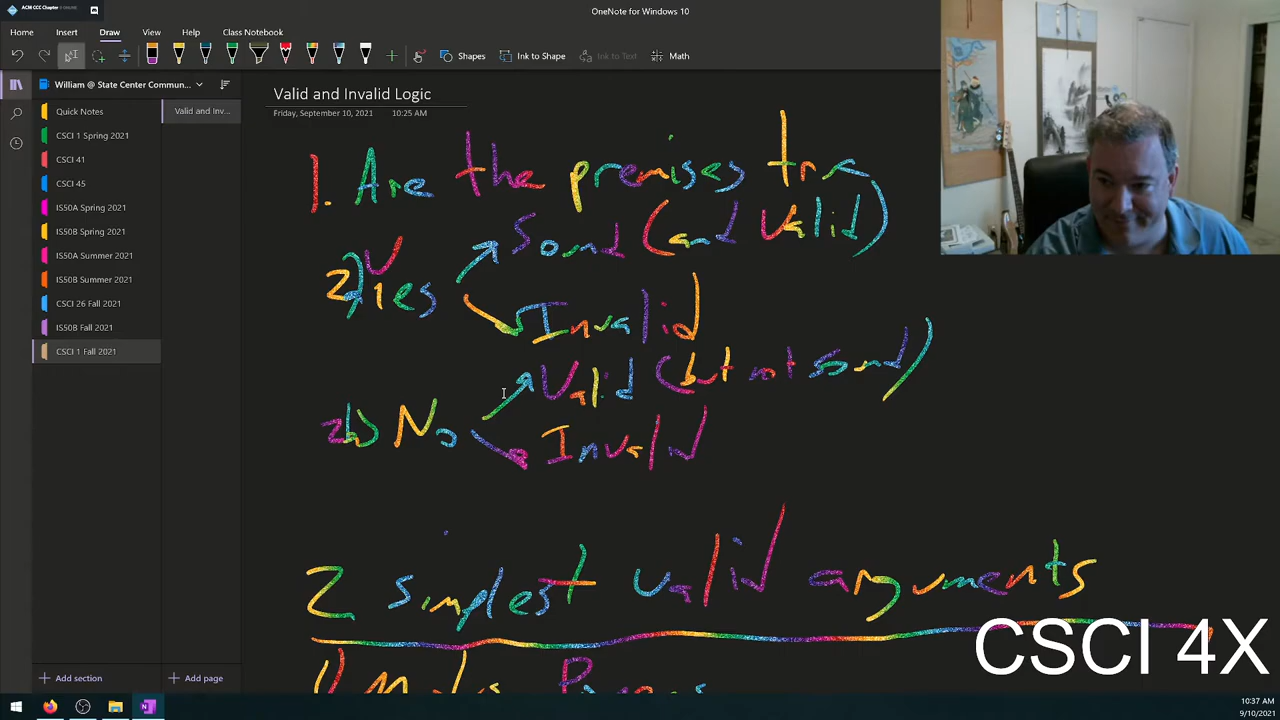 ACM CCC Chapter
OneNote for Windows 10
Home Insert Draw View Help Class Notebook
Shapes Ink to Shape Ink to Text Math
William @ State Center Commun...
Quick Notes
CSCI 1 Spring 2021
CSCI 41
CSCI 45
IS50A Spring 2021
IS50B Spring 2021
IS50A Summer 2021
IS50B Summer 2021
CSCI 26 Fall 2021
IS50B Fall 2021
CSCI 1 Fall 2021
Valid and Inv...
Valid and Invalid Logic
Friday, September 10, 2021 10:25 AM
1. Are the premises true
Sound (and Valid)
2a) Yes
Invalid
Valid (but not sound)
2b) No
Invalid
2 simplest valid arguments
CSCI 4X
Add section
Add page
10:37 AM
9/10/2021